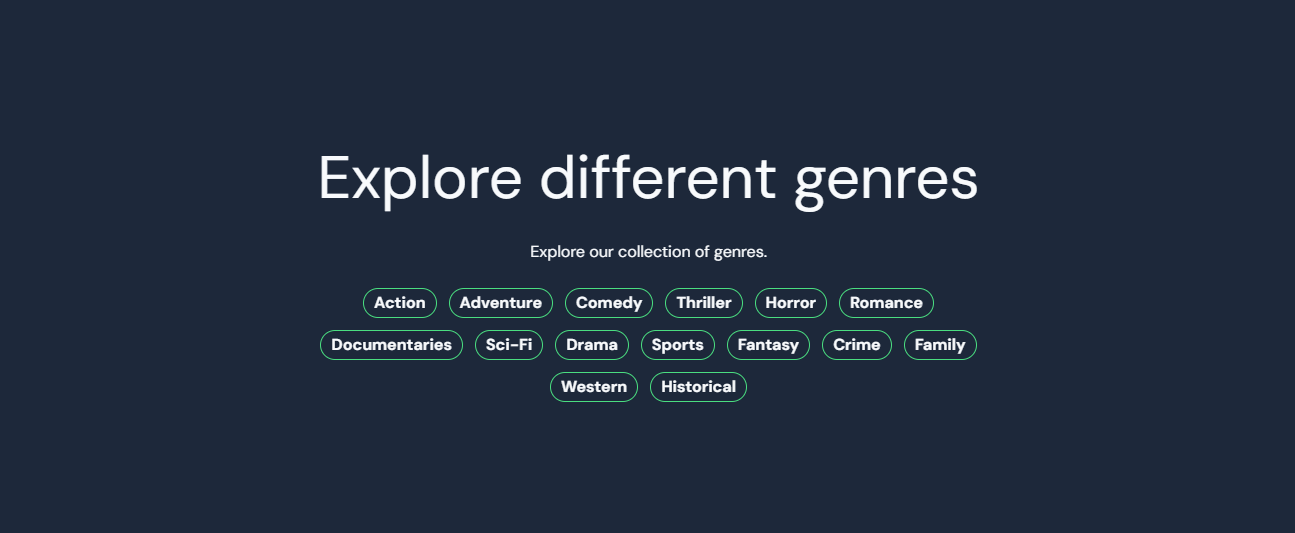 Explore different genres
Explore our collection of genres.
Action Adventure Comedy Thriller Horror Romance
Documentaries Sci-Fi Drama Sports Fantasy Crime Family
Western Historical